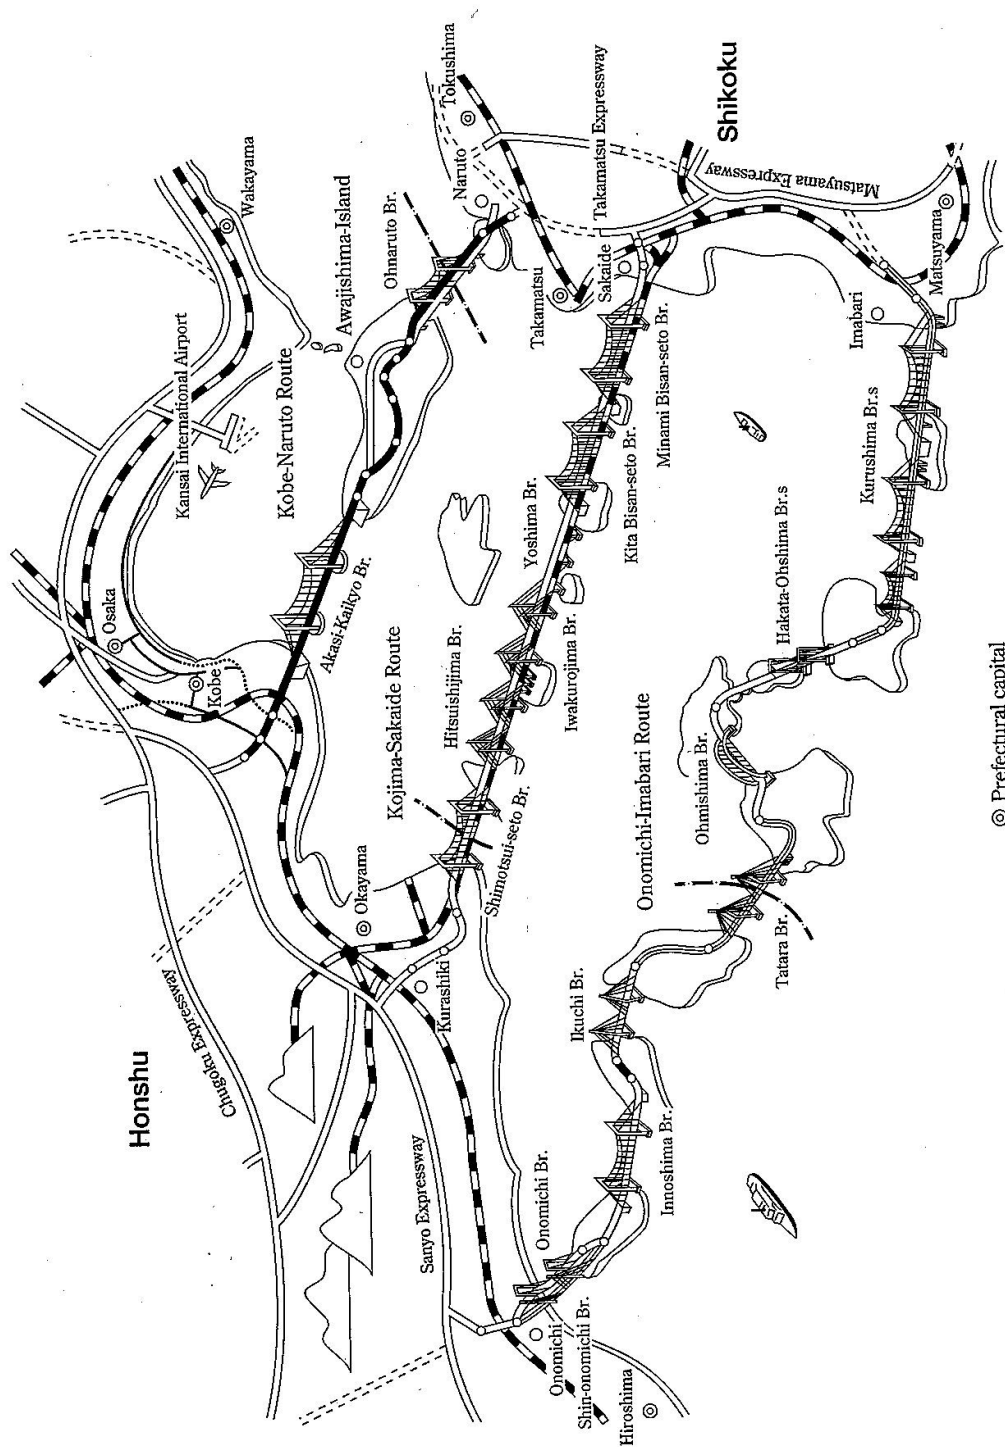 Honshu
Shikoku
Chugoku Expressway
Sanyo Expressway
Hiroshima
Onomichi
Shin-onomichi Br.
Onomichi Br.
Innoshima Br.
Ikuchi Br.
Tatara Br.
Onomichi-Imabari Route
Ohmishima Br.
Hakata-Ohshima Br.s
Kurushima Br.s
Imabari
Matsuyama
Matsuyama Expressway
Kurashiki
Okayama
Shimotsui-seto Br.
Kojima-Sakaide Route
Hitsuishijima Br.
Iwakurojima Br.
Yoshima Br.
Kita Bisan-seto Br.
Minami Bisan-seto Br.
Sakaide
Takamatsu
Takamatsu Expressway
Kobe
Osaka
Akasi-Kaikyo Br.
Kobe-Naruto Route
Kansai International Airport
Awajishima-Island
Ohnaruto Br.
Naruto
Tokushima
Wakayama
◎ Prefectural capital